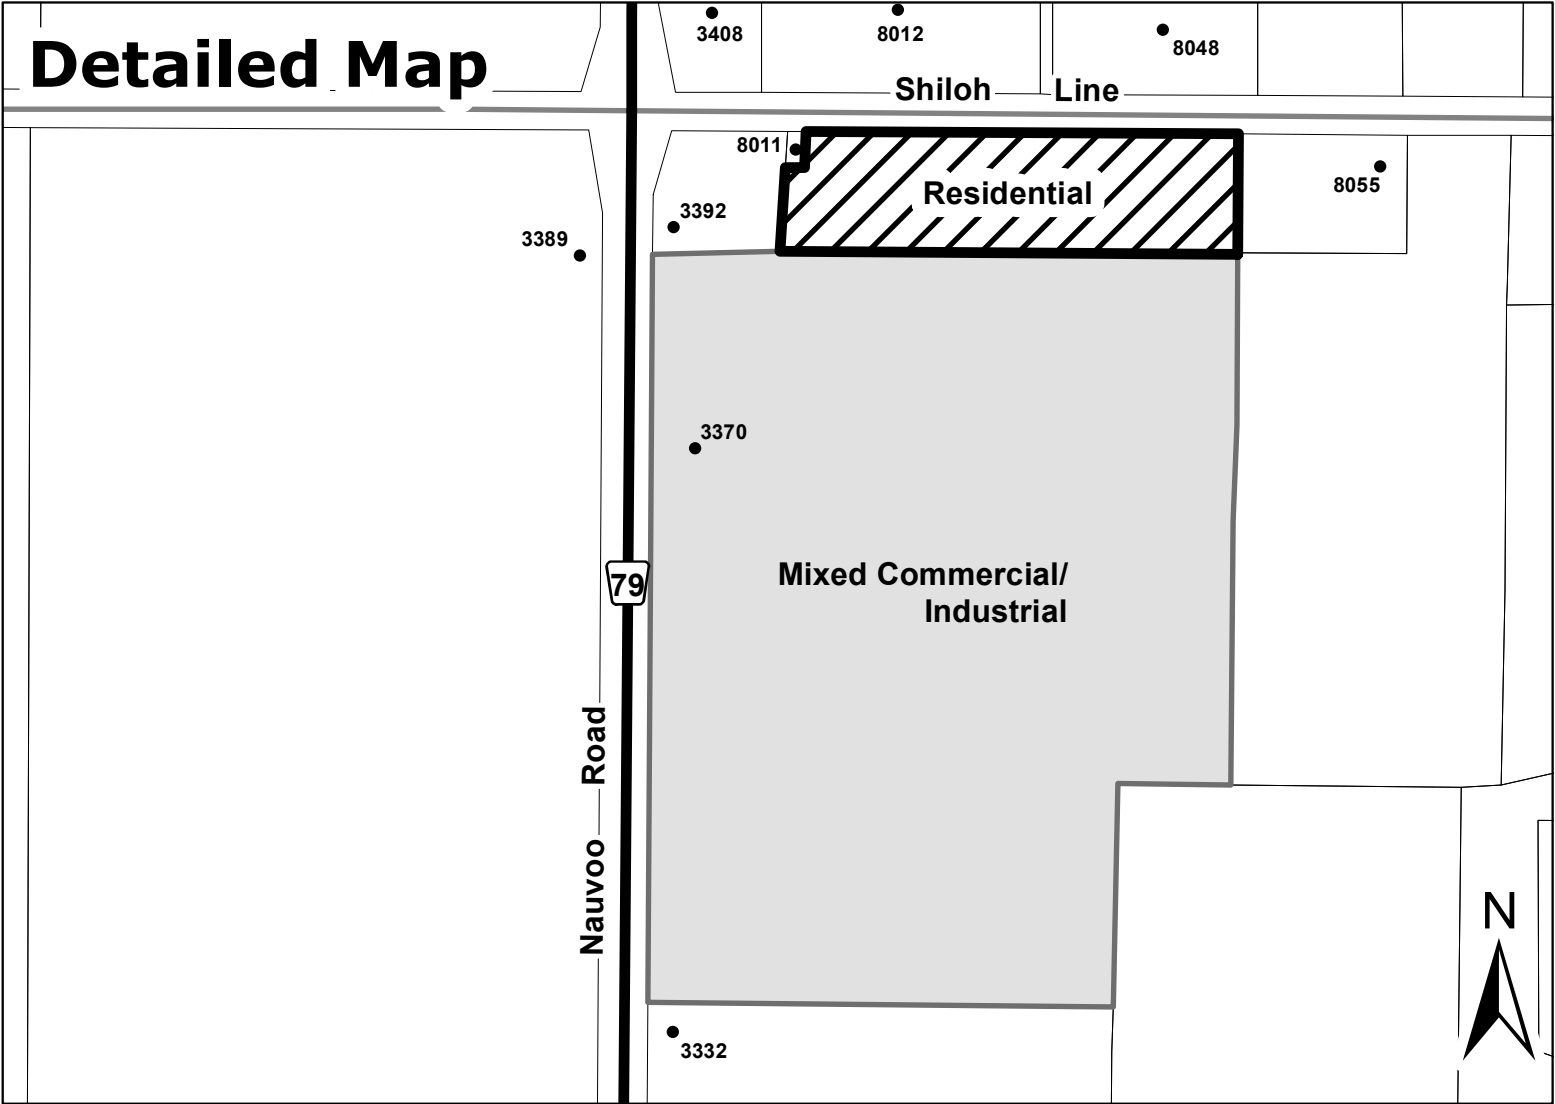 Detailed Map
3408
8012
8048
Shiloh Line
8011
Residential
8055
3392
3389
3370
Mixed Commercial/
Industrial
79
Nauvoo Road
N
3332